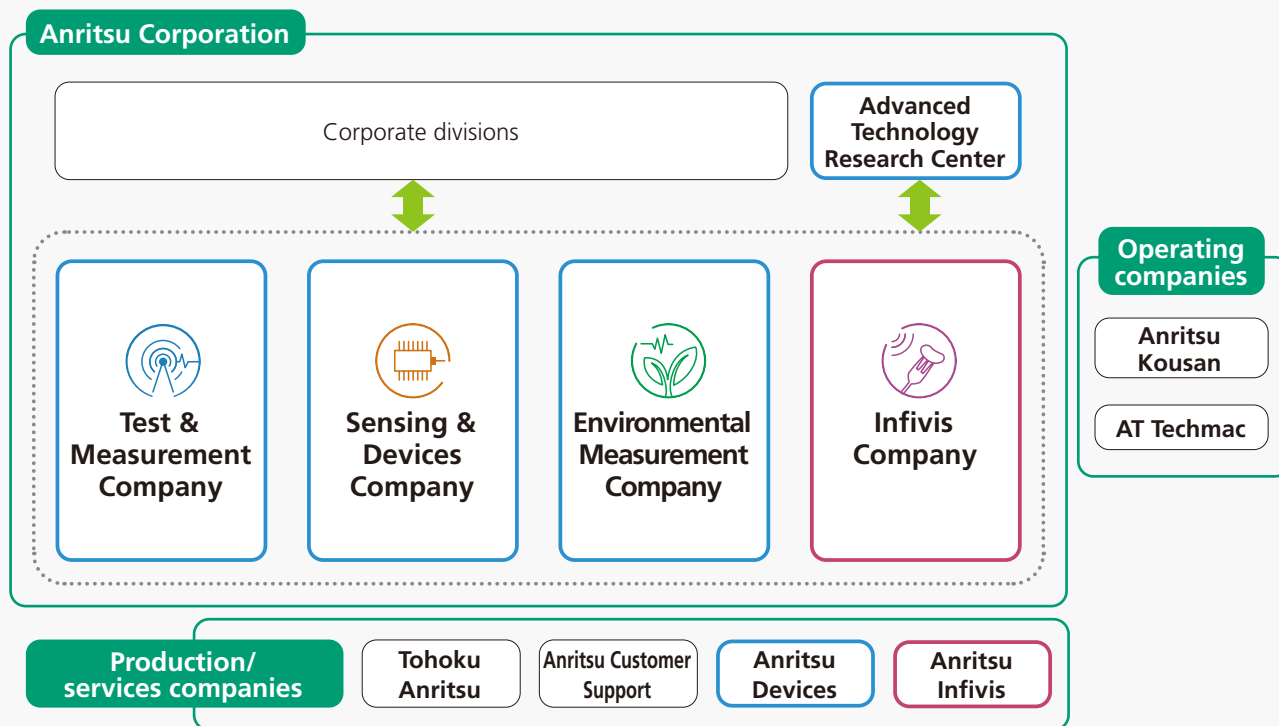 Anritsu Corporation
Corporate divisions
Advanced
Technology
Research Center
Test &
Measurement
Company
Sensing &
Devices
Company
Environmental
Measurement
Company
Infivis
Company
Operating
companies
Anritsu
Kousan
AT Techmac
Production/
services companies
Tohoku
Anritsu
Anritsu Customer
Support
Anritsu
Devices
Anritsu
Infivis